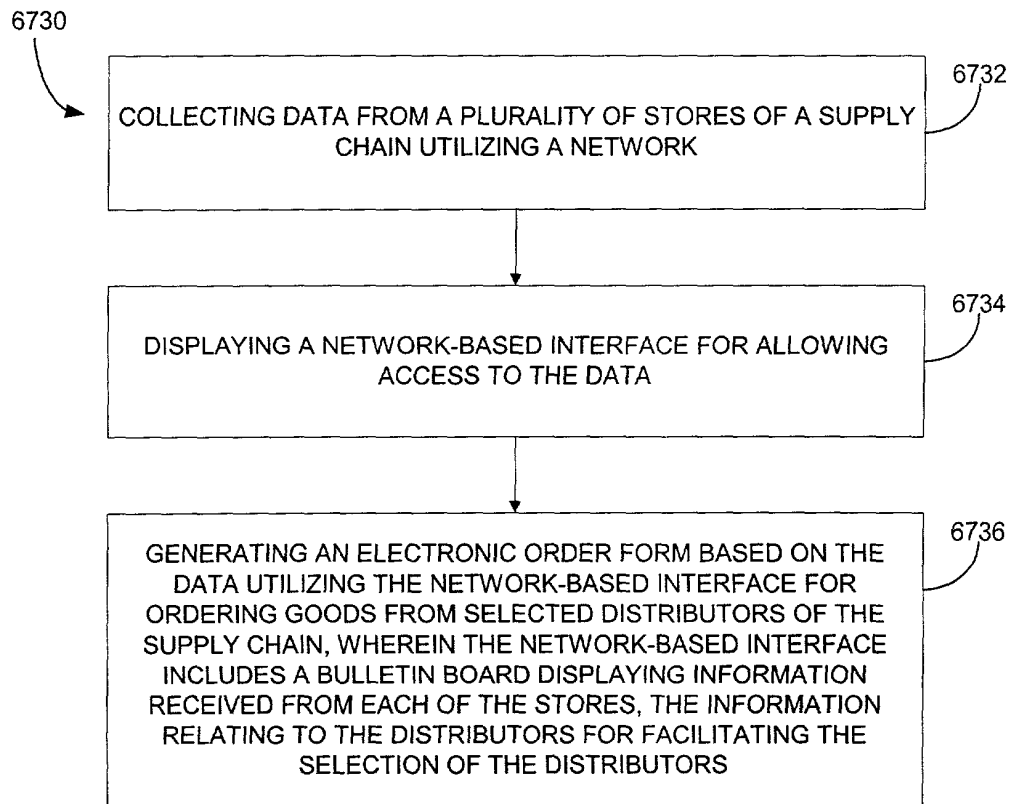 6730
6732
COLLECTING DATA FROM A PLURALITY OF STORES OF A SUPPLY
CHAIN UTILIZING A NETWORK
6734
DISPLAYING A NETWORK-BASED INTERFACE FOR ALLOWING
ACCESS TO THE DATA
6736
GENERATING AN ELECTRONIC ORDER FORM BASED ON THE
DATA UTILIZING THE NETWORK-BASED INTERFACE FOR
ORDERING GOODS FROM SELECTED DISTRIBUTORS OF THE
SUPPLY CHAIN, WHEREIN THE NETWORK-BASED INTERFACE
INCLUDES A BULLETIN BOARD DISPLAYING INFORMATION
RECEIVED FROM EACH OF THE STORES, THE INFORMATION
RELATING TO THE DISTRIBUTORS FOR FACILITATING THE
SELECTION OF THE DISTRIBUTORS